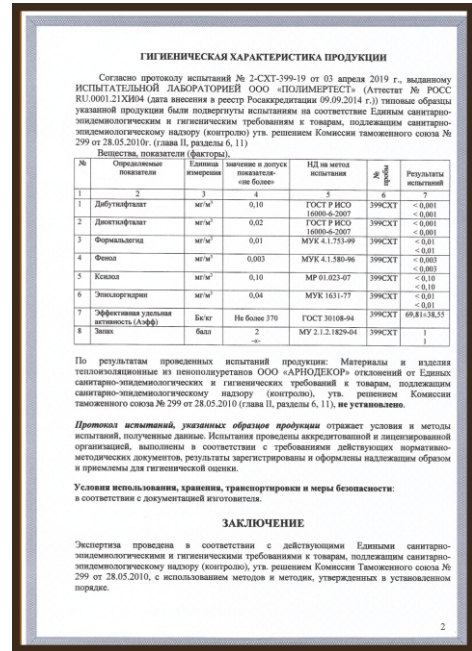 ГИГИЕНИЧЕСКАЯ ХАРАКТЕРИСТИКА ПРОДУКЦИИ
Согласно протоколу испытаний № 2-СХТ-399-19 от 03 апреля 2019 г., выданному
ИСПЫТАТЕЛЬНОЙ ЛАБОРАТОРИЕЙ ООО «ПОЛИМЕРТЕСТ» (Аттестат № РОСС
RU.0001.21ХИ04 (дата внесения в реестр Росаккредитации 09.09.2014 г.)) типовые образцы
указанной продукции были подвергнуты испытаниям на соответствие Единым санитарно-
эпидемиологическим и гигиеническим требованиям к товарам, подлежащим санитарно-
эпидемиологическому надзору (контролю) утв. решением Комиссии таможенного союза №
299 от 28.05.2010г. (глава II, разделы 6, 11)
Вещества, показатели (факторы),
№ Определяемые показатели Единица измерения значение и допуск показателя- «не более» НД на метод испытания № пробы Результаты испытаний
1 2 3 4 5 6 7
1 Дибутилфталат мг/м³ 0,10 ГОСТ Р ИСО 16000-6-2007 399СХТ < 0,001 < 0,001
2 Диоктилфталат мг/м³ 0,02 ГОСТ Р ИСО 16000-6-2007 399СХТ < 0,001 < 0,001
3 Формальдегид мг/м³ 0,01 МУК 4.1.753-99 399СХТ < 0,01 < 0,01
4 Фенол мг/м³ 0,003 МУК 4.1.580-96 399СХТ < 0,003 < 0,003
5 Ксилол мг/м³ 0,10 МР 01.023-07 399СХТ < 0,10 < 0,10
6 Эпихлоргидрин мг/м³ 0,04 МУК 1631-77 399СХТ < 0,01 < 0,01
7 Эффективная удельная активность (Аэфф) Бк/кг Не более 370 ГОСТ 30108-94 399СХТ 69,81±38,55
8 Запах балл 2 -«- МУ 2.1.2.1829-04 399СХТ 1 1
По результатам проведенных испытаний продукции: Материалы и изделия
теплоизоляционные из пенополиуретанов ООО «АРНОДЕКОР» отклонений от Единых
санитарно-эпидемиологических и гигиенических требований к товарам, подлежащим
санитарно-эпидемиологическому надзору (контролю), утв. решением Комиссии
таможенного союза № 299 от 28.05.2010 (глава II, разделы 6, 11), не установлено.
Протокол испытаний, указанных образцов продукции отражает условия и методы
испытаний, полученные данные. Испытания проведены аккредитованной и лицензированной
организацией, выполнены в соответствии с требованиями действующих нормативно-
методических документов, результаты зарегистрированы и оформлены надлежащим образом
и приемлемы для гигиенической оценки.
Условия использования, хранения, транспортировки и меры безопасности:
в соответствии с документацией изготовителя.
ЗАКЛЮЧЕНИЕ
Экспертиза проведена в соответствии с действующими Едиными санитарно-
эпидемиологическими и гигиеническими требованиями к товарам, подлежащим санитарно-
эпидемиологическому надзору (контролю), утв. решением Комиссии Таможенного союза №
299 от 28.05.2010, с использованием методов и методик, утвержденных в установленном
порядке.
2